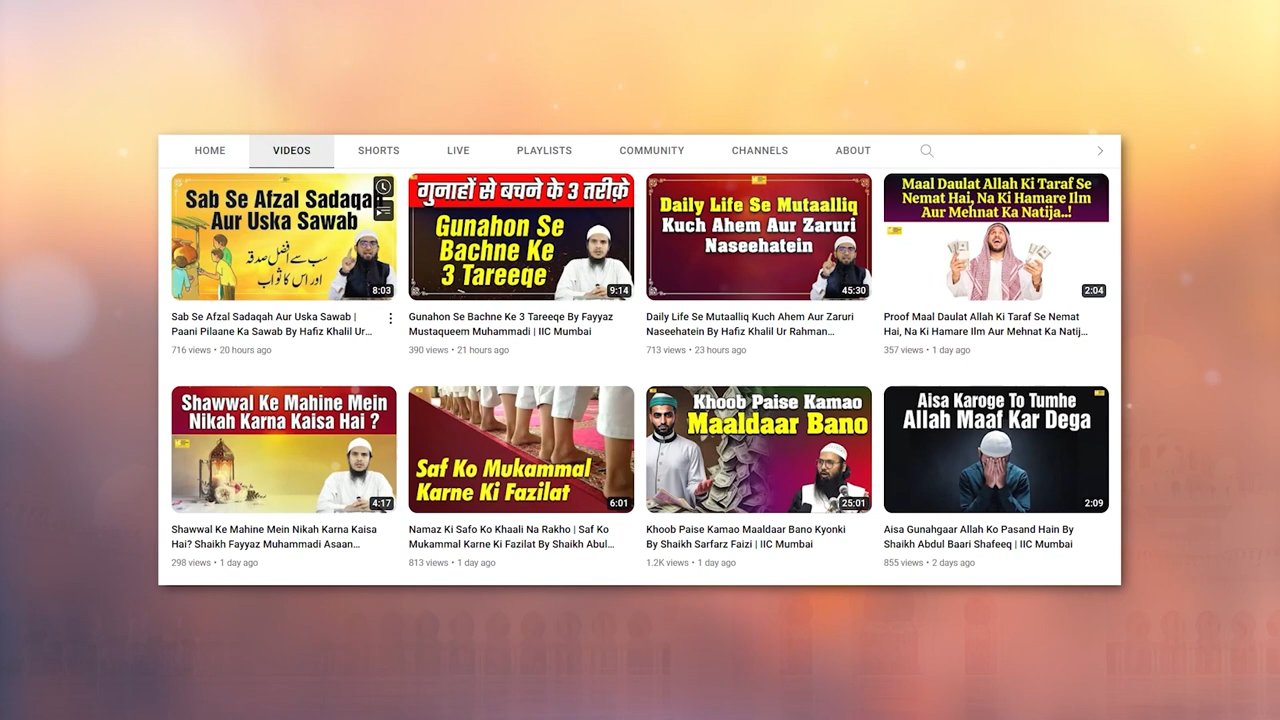 HOME VIDEOS SHORTS LIVE PLAYLISTS COMMUNITY CHANNELS ABOUT
Sab Se Afzal Sadaqah
Aur Uska Sawab
سب سے افضل صدقہ
اور اس کا ثواب
8:03
Sab Se Afzal Sadaqah Aur Uska Sawab |
Paani Pilaane Ka Sawab By Hafiz Khalil Ur...
716 views • 20 hours ago
गुनाहों से बचने के 3 तरीक़े
Gunahon Se
Bachne Ke
3 Tareeqe
9:14
Gunahon Se Bachne Ke 3 Tareeqe By Fayyaz
Mustaqueem Muhammadi | IIC Mumbai
390 views • 21 hours ago
Daily Life Se Mutaalliq
Kuch Ahem Aur Zaruri
Naseehatein
45:30
Daily Life Se Mutaalliq Kuch Ahem Aur Zaruri
Naseehatein By Hafiz Khalil Ur Rahman...
713 views • 23 hours ago
Maal Daulat Allah Ki Taraf Se
Nemat Hai, Na Ki Hamare Ilm
Aur Mehnat Ka Natija..!
2:04
Proof Maal Daulat Allah Ki Taraf Se Nemat
Hai, Na Ki Hamare Ilm Aur Mehnat Ka Natij...
357 views • 1 day ago
Shawwal Ke Mahine Mein
Nikah Karna Kaisa Hai ?
4:17
Shawwal Ke Mahine Mein Nikah Karna Kaisa
Hai? Shaikh Fayyaz Muhammadi Asaan...
298 views • 1 day ago
Saf Ko Mukammal
Karne Ki Fazilat
6:01
Namaz Ki Safo Ko Khaali Na Rakho | Saf Ko
Mukammal Karne Ki Fazilat By Shaikh Abul...
813 views • 1 day ago
Khoob Paise Kamao
Maaldaar Bano
25:01
Khoob Paise Kamao Maaldaar Bano Kyonki
By Shaikh Sarfarz Faizi | IIC Mumbai
1.2K views • 1 day ago
Aisa Karoge To Tumhe
Allah Maaf Kar Dega
2:09
Aisa Gunahgaar Allah Ko Pasand Hain By
Shaikh Abdul Baari Shafeeq | IIC Mumbai
855 views • 2 days ago